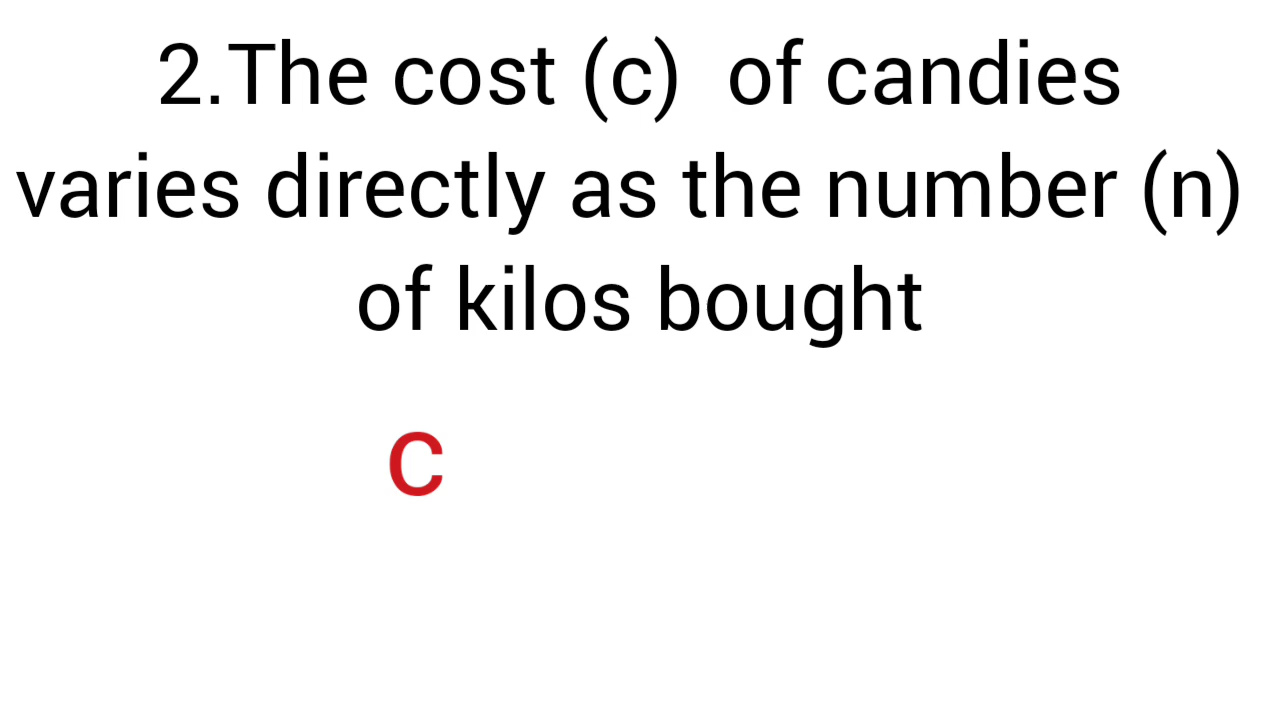 2.The cost (c)  of candies
varies directly as the number (n)
of kilos bought
c